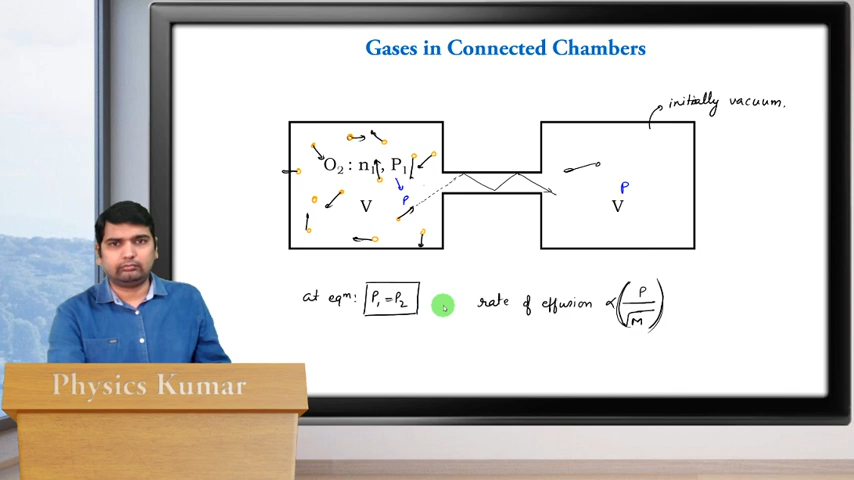 Gases in Connected Chambers
initially vacuum.
O₂ : n₁, P₁
P
V
P
V
at eqᵐ: P₁ = P₂
rate of effusion ∝ (P/√M)
Physics Kumar